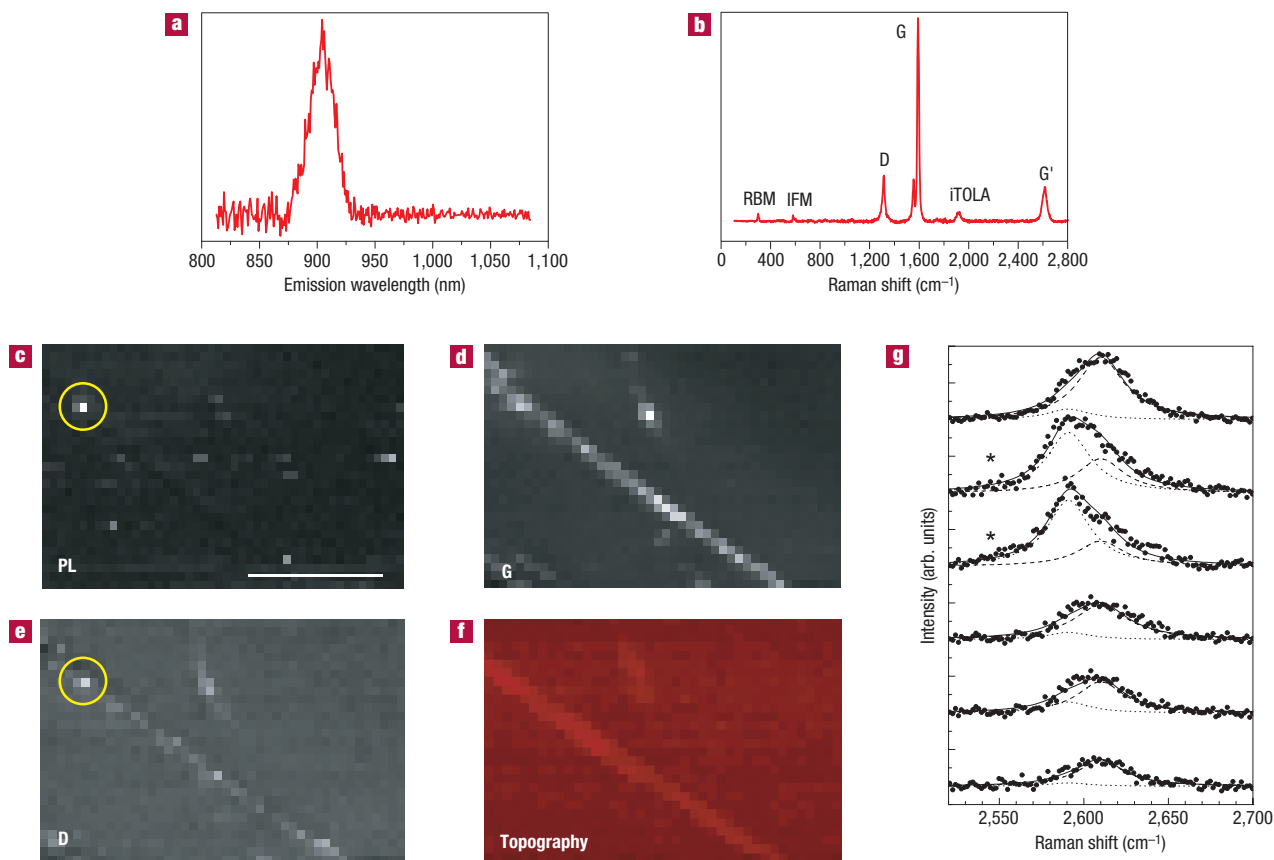 a
800 850 900 950 1,000 1,050 1,100
Emission wavelength (nm)
b
G
D
RBM IFM
iTOLA
G'
0 400 800 1,200 1,600 2,000 2,400 2,800
Raman shift (cm–1)
c
PL
d
G
e
D
f
Topography
g
*
*
Intensity (arb. units)
2,550 2,600 2,650 2,700
Raman shift (cm–1)